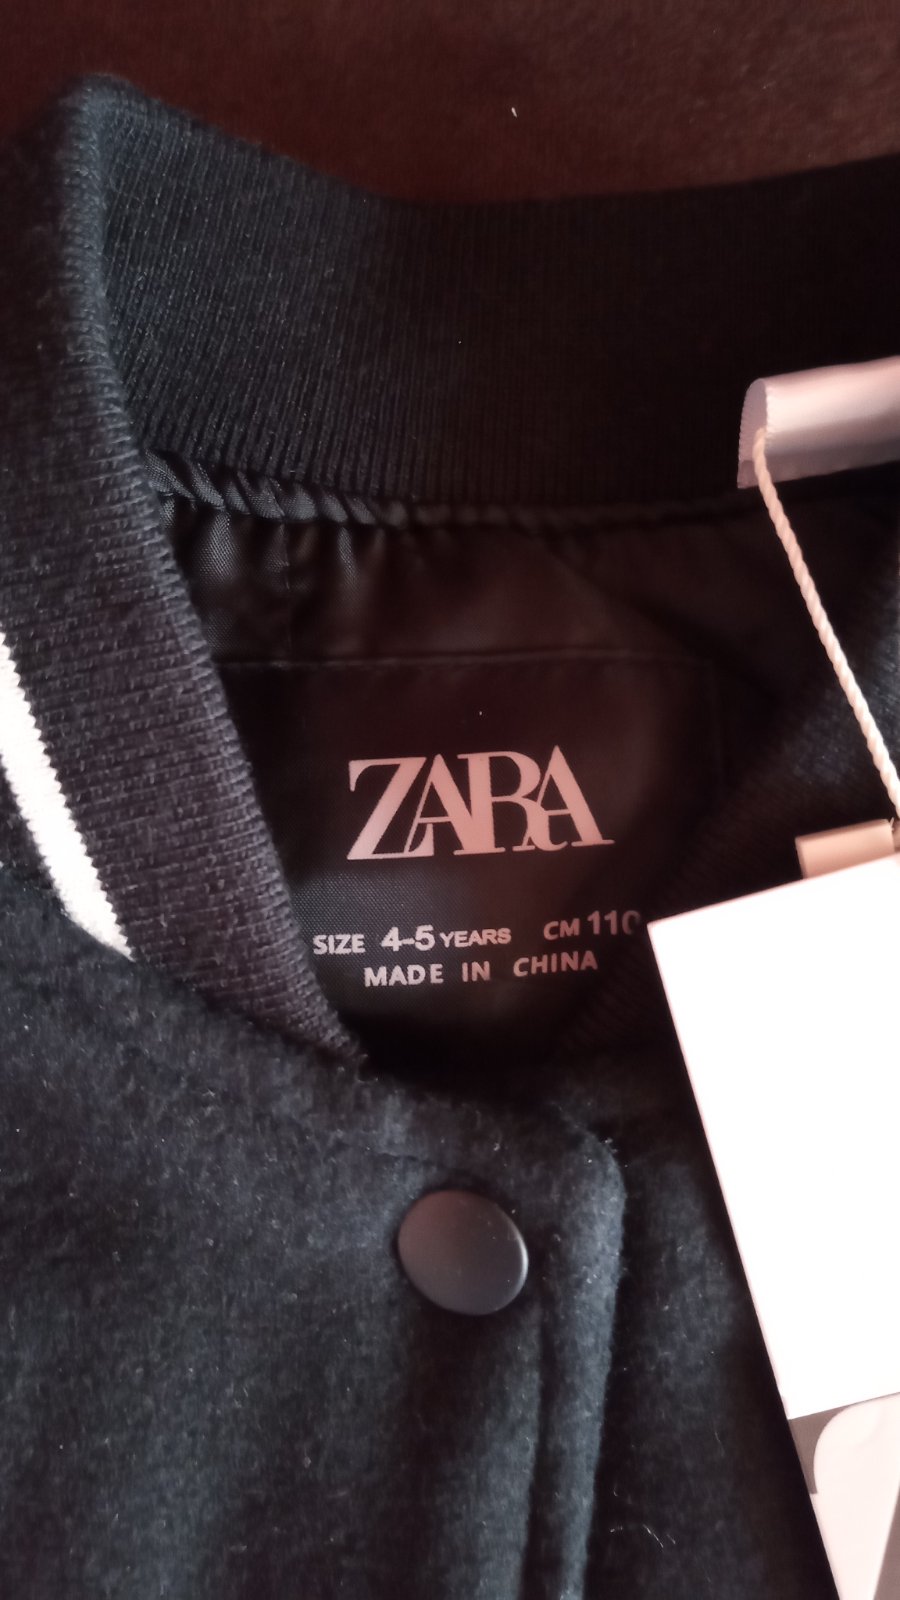 ZARA
SIZE 4-5 YEARS CM 110
MADE IN CHINA